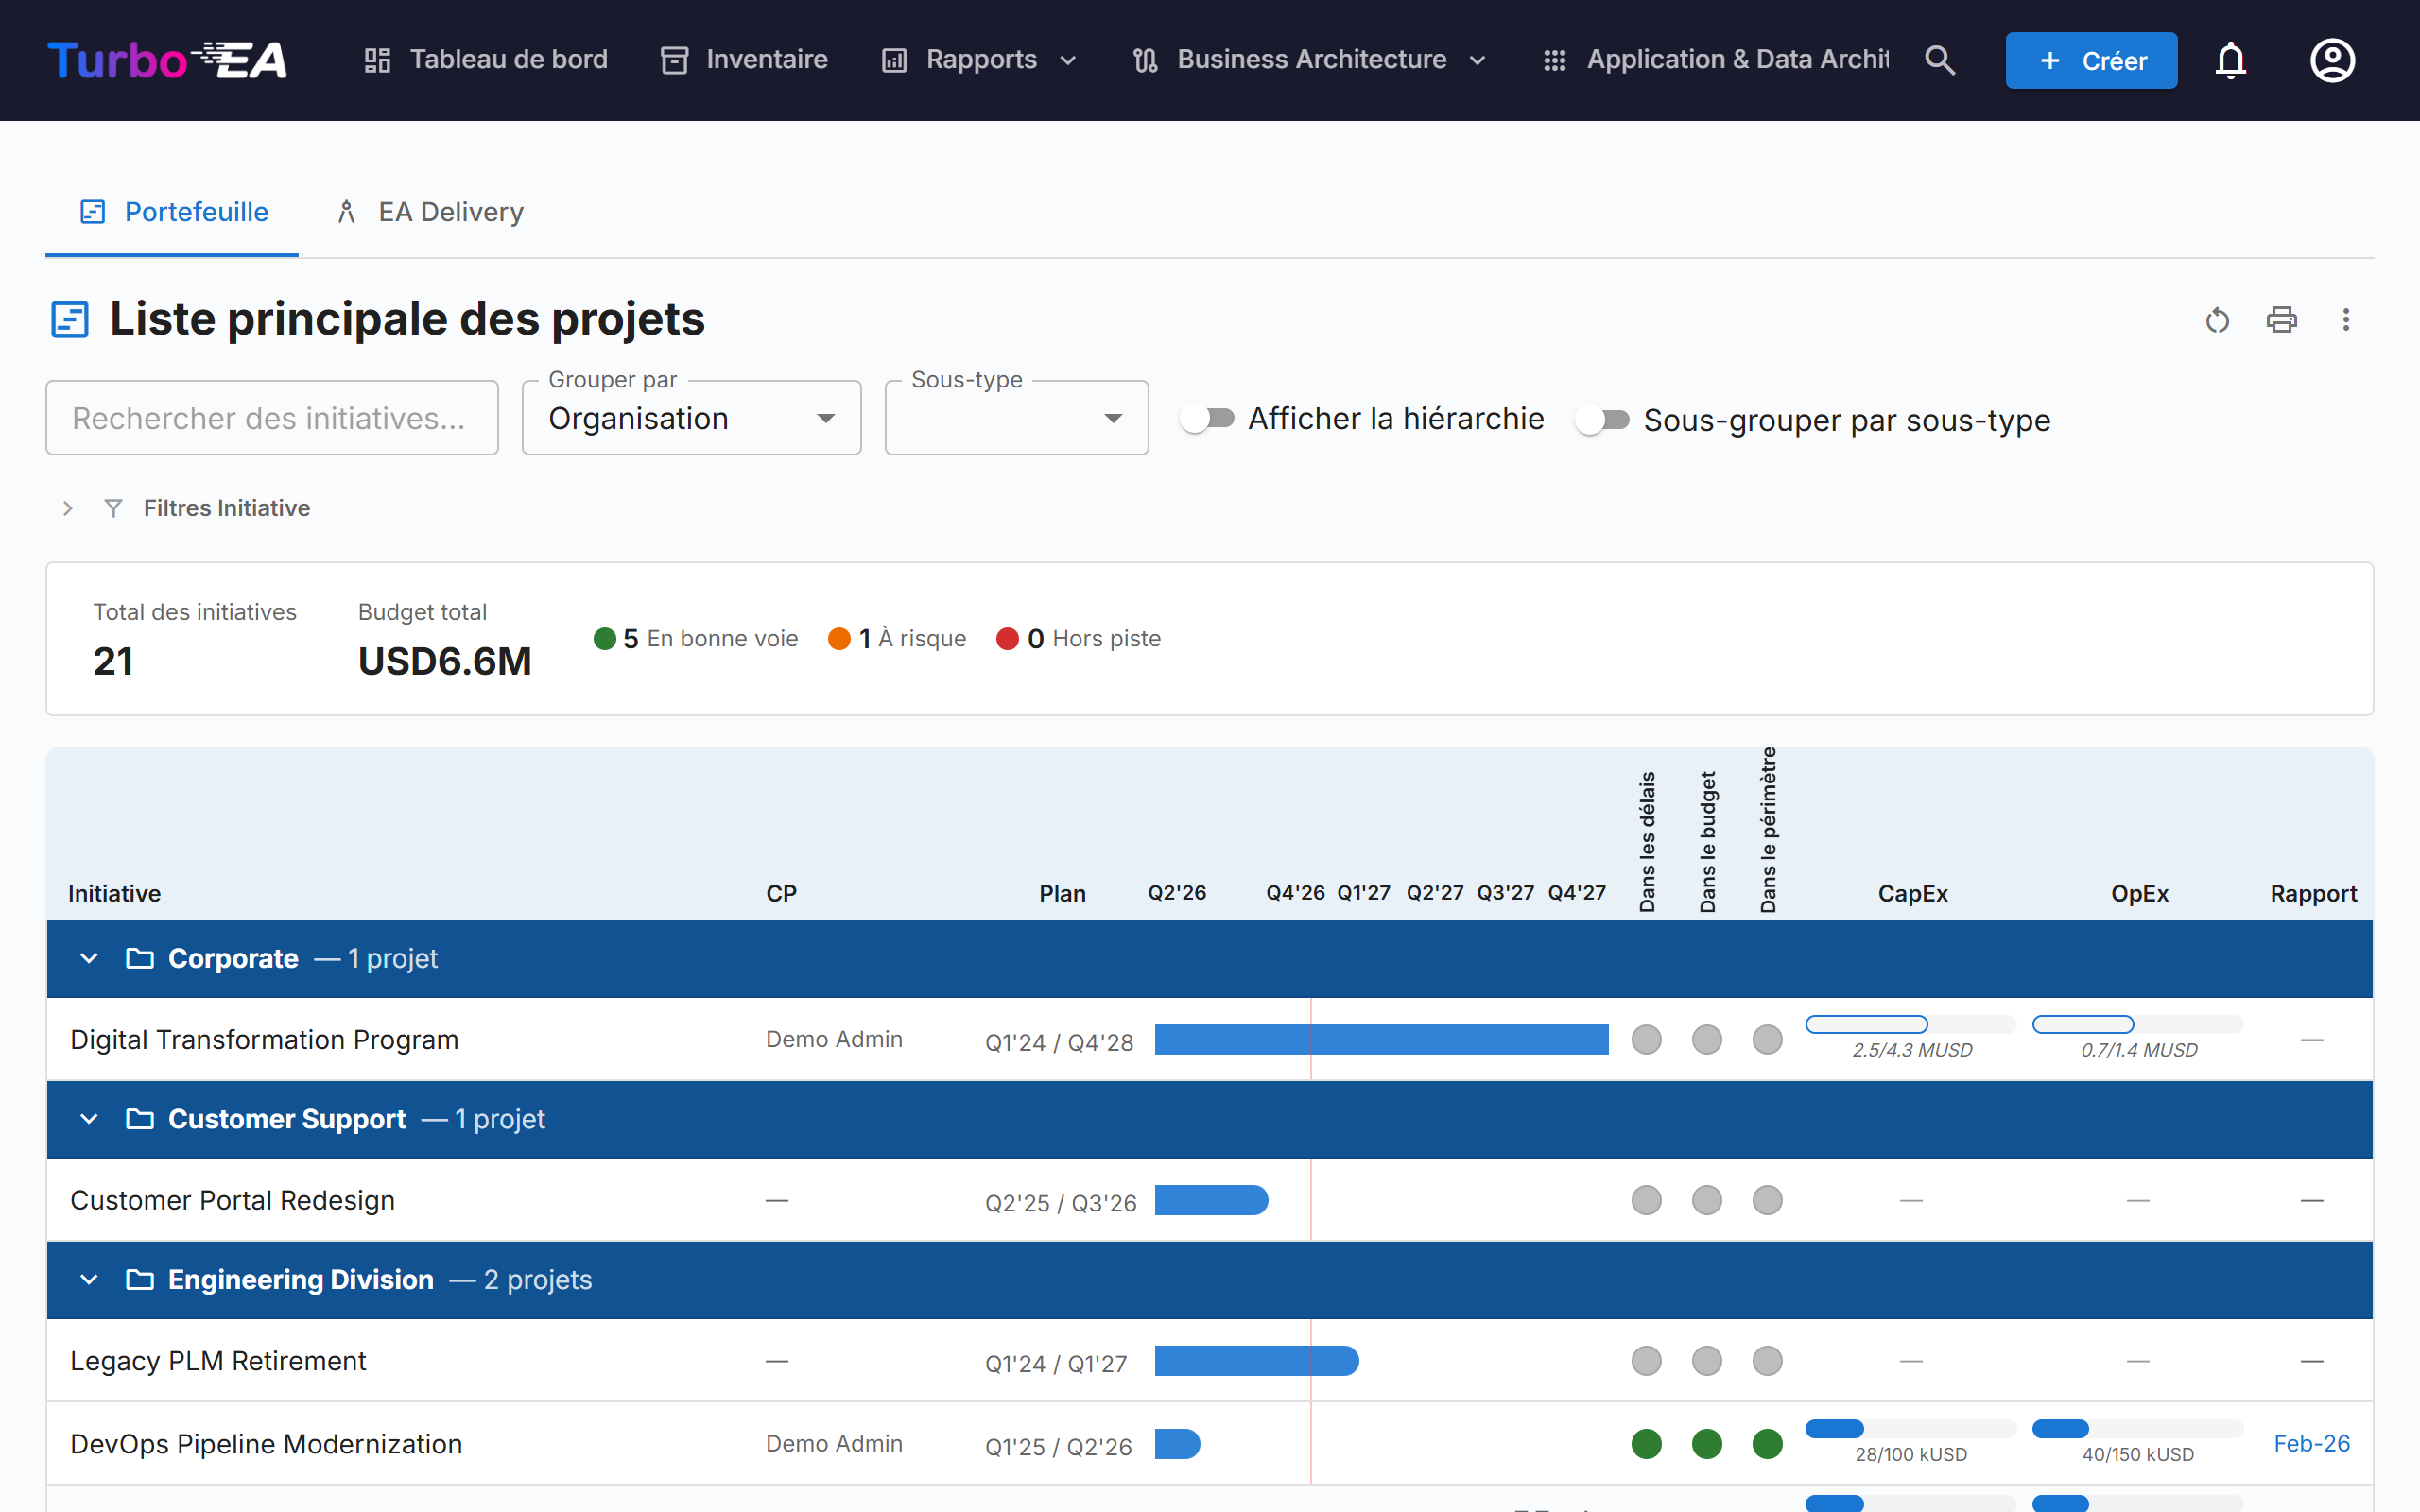 Turbo EA
Tableau de bord
Inventaire
Rapports
Business Architecture
Application & Data Archit
Créer
Portefeuille
EA Delivery
Liste principale des projets
Rechercher des initiatives...
Grouper par
Organisation
Sous-type
Afficher la hiérarchie
Sous-grouper par sous-type
Filtres Initiative
Total des initiatives
21
Budget total
USD6.6M
5 En bonne voie
1 À risque
0 Hors piste
Initiative
CP
Plan
Q2'26 Q4'26 Q1'27 Q2'27 Q3'27 Q4'27
Dans les délais
Dans le budget
Dans le périmètre
CapEx
OpEx
Rapport
Corporate — 1 projet
Digital Transformation Program
Demo Admin
Q1'24 / Q4'28
2.5/4.3 MUSD
0.7/1.4 MUSD
—
Customer Support — 1 projet
Customer Portal Redesign
—
Q2'25 / Q3'26
—
—
—
Engineering Division — 2 projets
Legacy PLM Retirement
—
Q1'24 / Q1'27
—
—
—
DevOps Pipeline Modernization
Demo Admin
Q1'25 / Q2'26
28/100 kUSD
40/150 kUSD
Feb-26